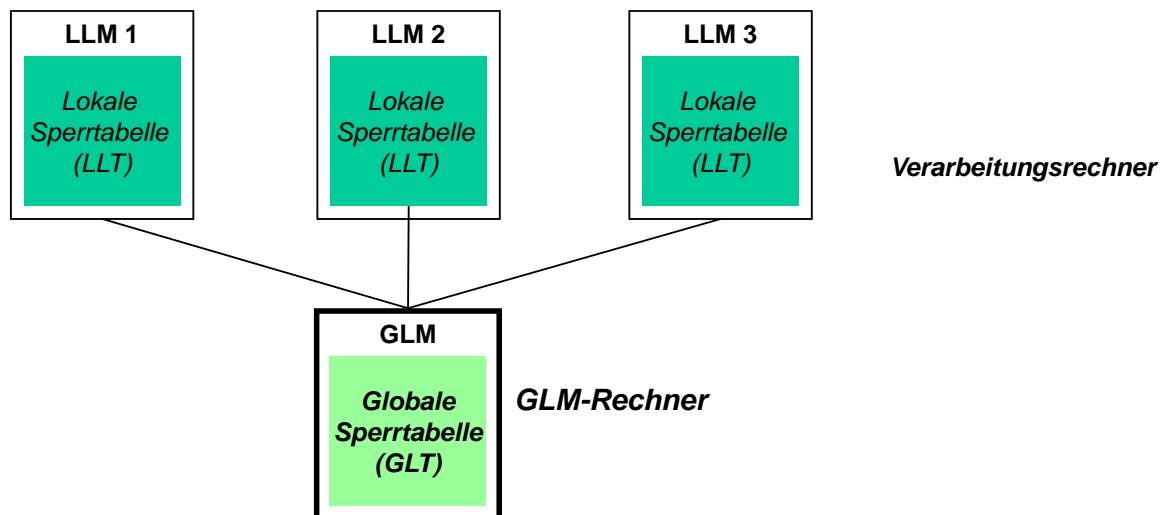 LLM 1
Lokale
Sperrtabelle
(LLT)
LLM 2
Lokale
Sperrtabelle
(LLT)
LLM 3
Lokale
Sperrtabelle
(LLT)
Verarbeitungsrechner
GLM
Globale
Sperrtabelle
(GLT)
GLM-Rechner